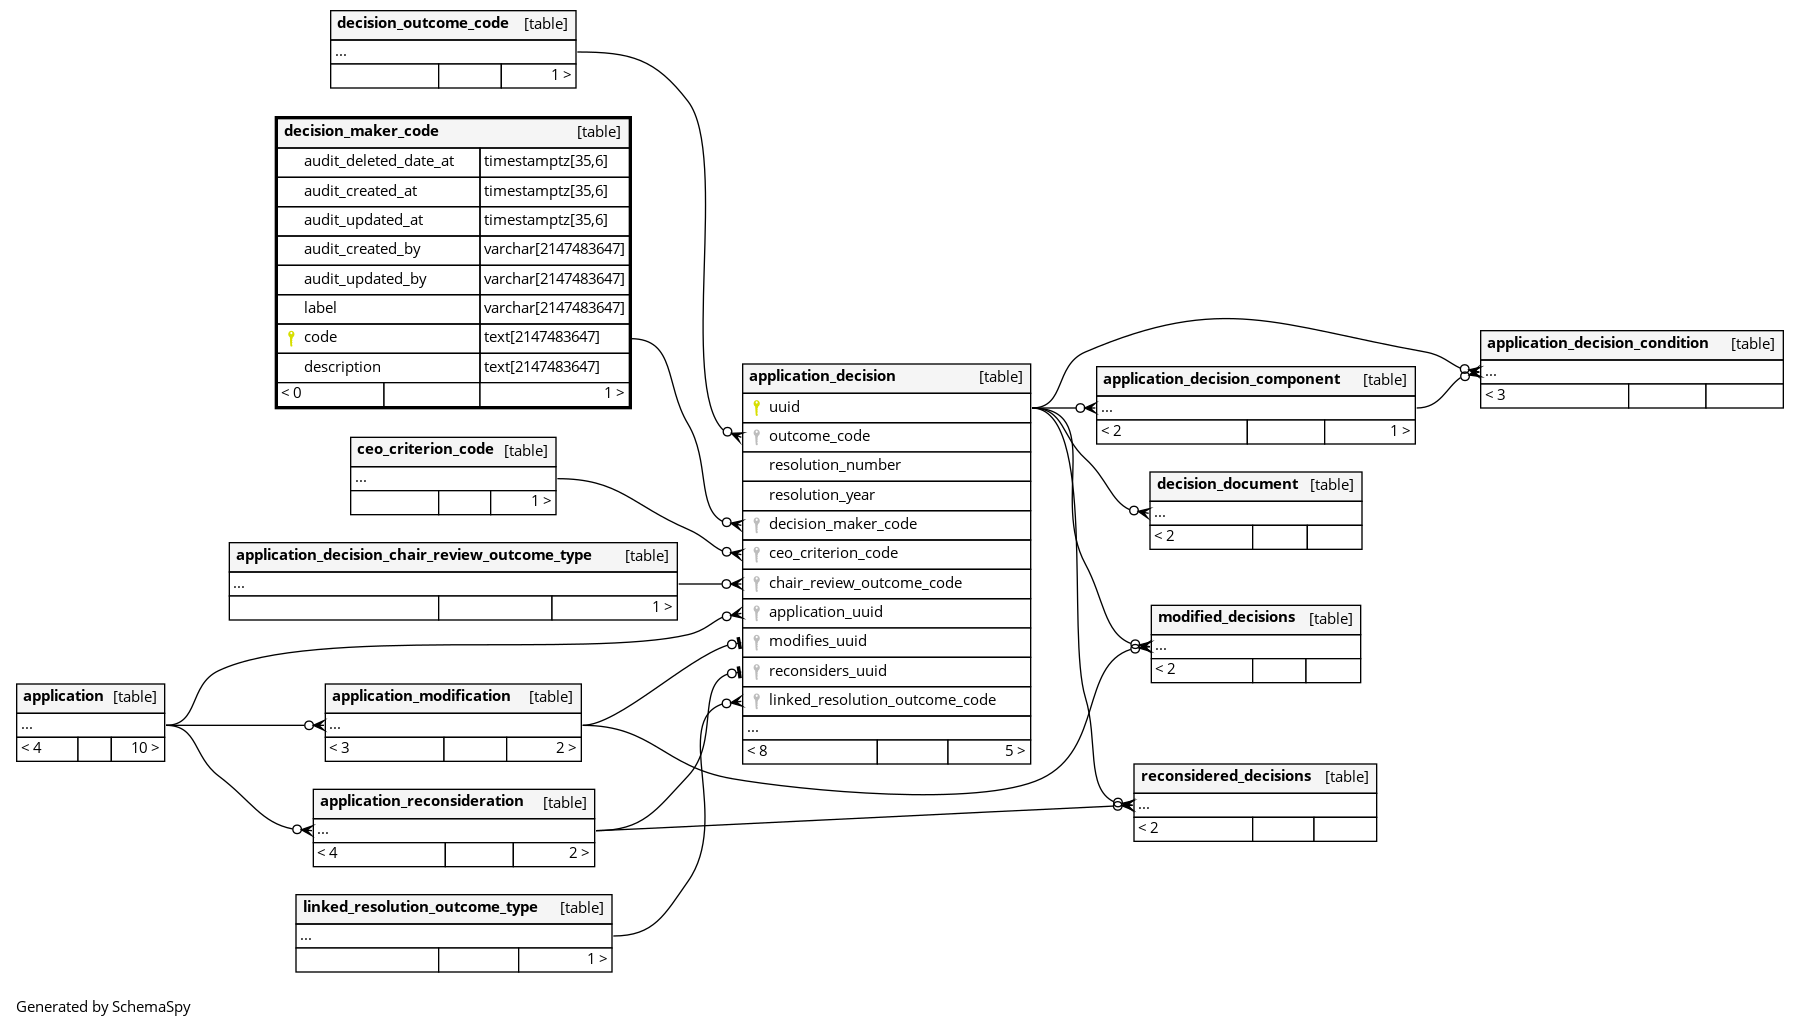 decision_outcome_code [table]
...
1 >
decision_maker_code [table]
audit_deleted_date_at timestamptz[35,6]
audit_created_at timestamptz[35,6]
audit_updated_at timestamptz[35,6]
audit_created_by varchar[2147483647]
audit_updated_by varchar[2147483647]
label varchar[2147483647]
code text[2147483647]
description text[2147483647]
< 0 1 >
ceo_criterion_code [table]
...
1 >
application_decision_chair_review_outcome_type [table]
...
1 >
application [table]
...
< 4 10 >
application_modification [table]
...
< 3 2 >
application_reconsideration [table]
...
< 4 2 >
linked_resolution_outcome_type [table]
...
1 >
application_decision [table]
uuid
outcome_code
resolution_number
resolution_year
decision_maker_code
ceo_criterion_code
chair_review_outcome_code
application_uuid
modifies_uuid
reconsiders_uuid
linked_resolution_outcome_code
...
< 8 5 >
application_decision_component [table]
...
< 2 1 >
application_decision_condition [table]
...
< 3
decision_document [table]
...
< 2
modified_decisions [table]
...
< 2
reconsidered_decisions [table]
...
< 2
Generated by SchemaSpy